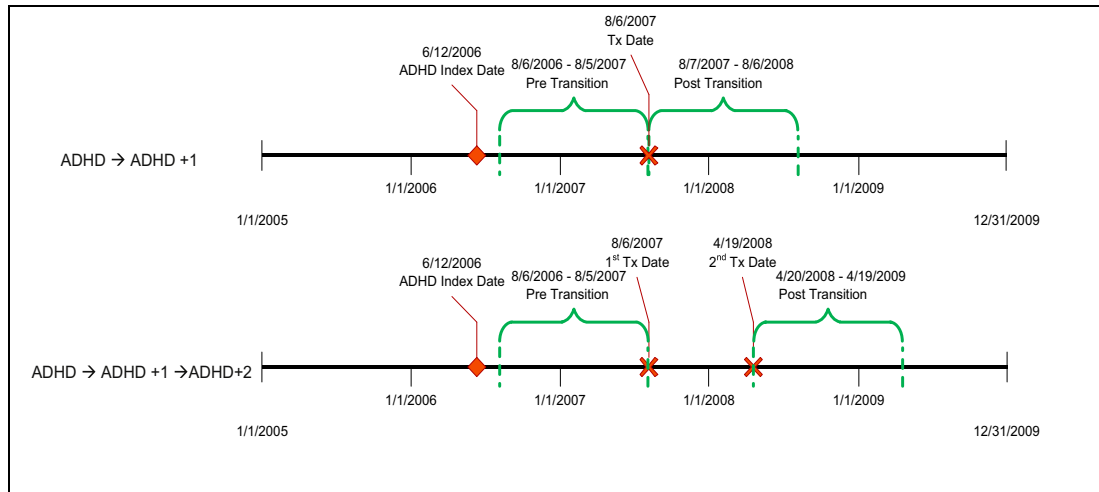 8/6/2007
Tx Date
6/12/2006
ADHD Index Date
8/6/2006 - 8/5/2007
Pre Transition
8/7/2007 - 8/6/2008
Post Transition
ADHD → ADHD +1
1/1/2006
1/1/2007
1/1/2008
1/1/2009
1/1/2005
12/31/2009
6/12/2006
ADHD Index Date
8/6/2006 - 8/5/2007
Pre Transition
8/6/2007
1st Tx Date
4/19/2008
2nd Tx Date
4/20/2008 - 4/19/2009
Post Transition
ADHD → ADHD +1 →ADHD+2
1/1/2006
1/1/2007
1/1/2008
1/1/2009
1/1/2005
12/31/2009